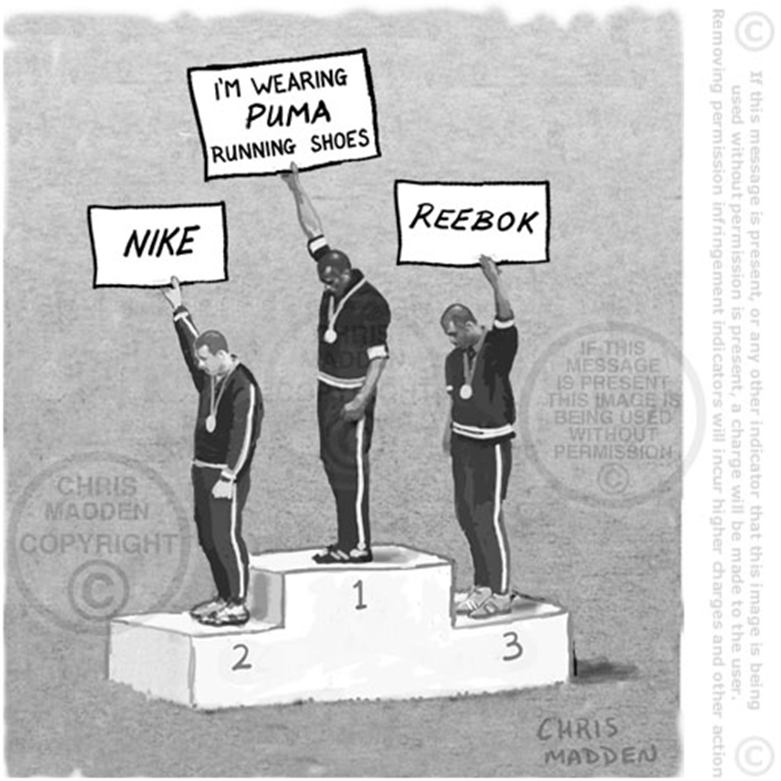 I'M WEARING
PUMA
RUNNING SHOES
NIKE
REEBOK
CHRIS
MADDEN
IF THIS
MESSAGE
IS PRESENT
THIS IMAGE IS
BEING USED
WITHOUT
PERMISSION
©
CHRIS
MADDEN
COPYRIGHT
©
1
2
3
CHRIS
MADDEN
©
If this message is present, or any other indicator that this image is being
used without permission is present, a charge will be made to the user.
Removing permission infringement indicators will incur higher charges and other action
©